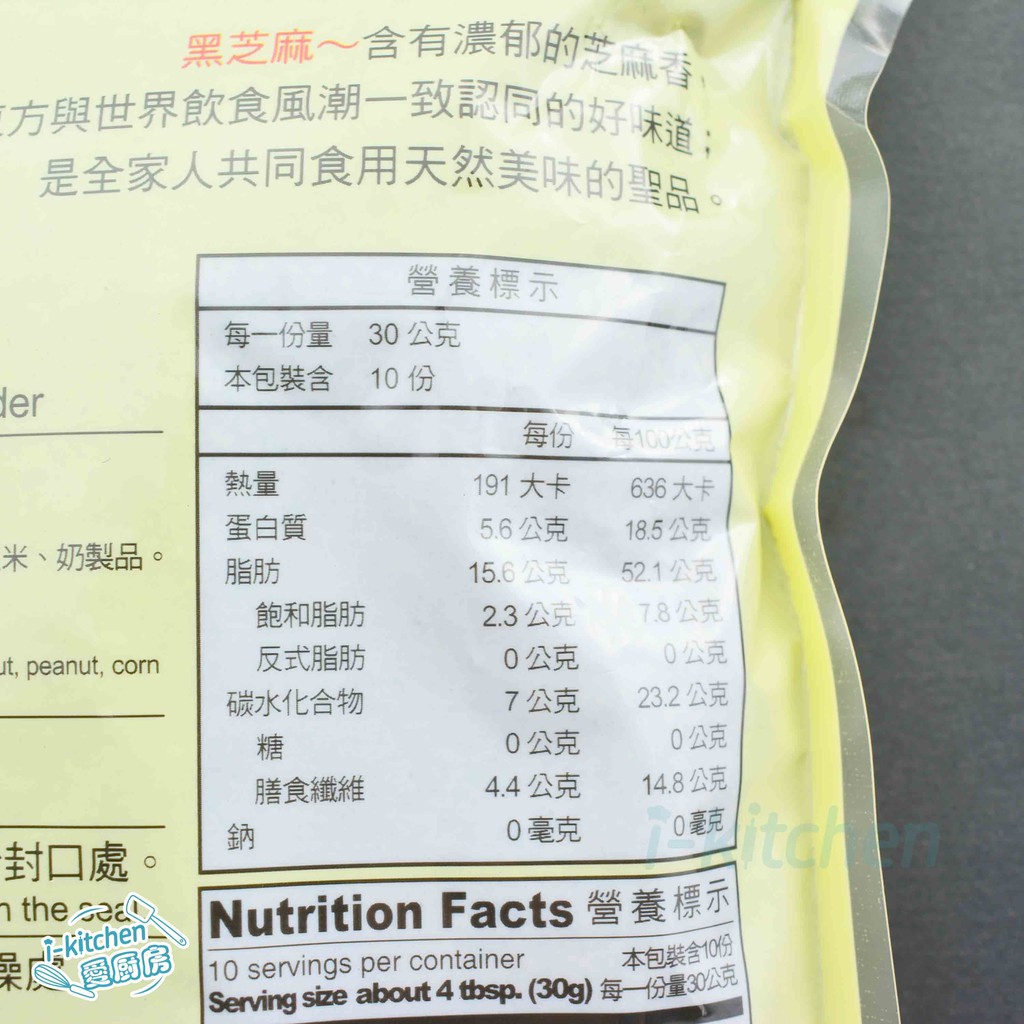 黑芝麻～含有濃郁的芝麻香，
方與世界飲食風潮一致認同的好味道；
是全家人共同食用天然美味的聖品。
營養標示
每一份量 30 公克
本包裝含 10 份
每份 每100公克
熱量 191 大卡 636 大卡
蛋白質 5.6 公克 18.5 公克
脂肪 15.6 公克 52.1 公克
飽和脂肪 2.3 公克 7.8 公克
反式脂肪 0 公克 0 公克
碳水化合物 7 公克 23.2 公克
糖 0 公克 0 公克
膳食纖維 4.4 公克 14.8 公克
鈉 0 毫克 0 毫克
Nutrition Facts 營養標示
10 servings per container 本包裝含10份
Serving size about 4 tbsp. (30g) 每一份量30公克
der
米、奶製品。
ut, peanut, corn
封口處。
n the seal
燥處
i-kitchen
愛廚房
i-kitchen